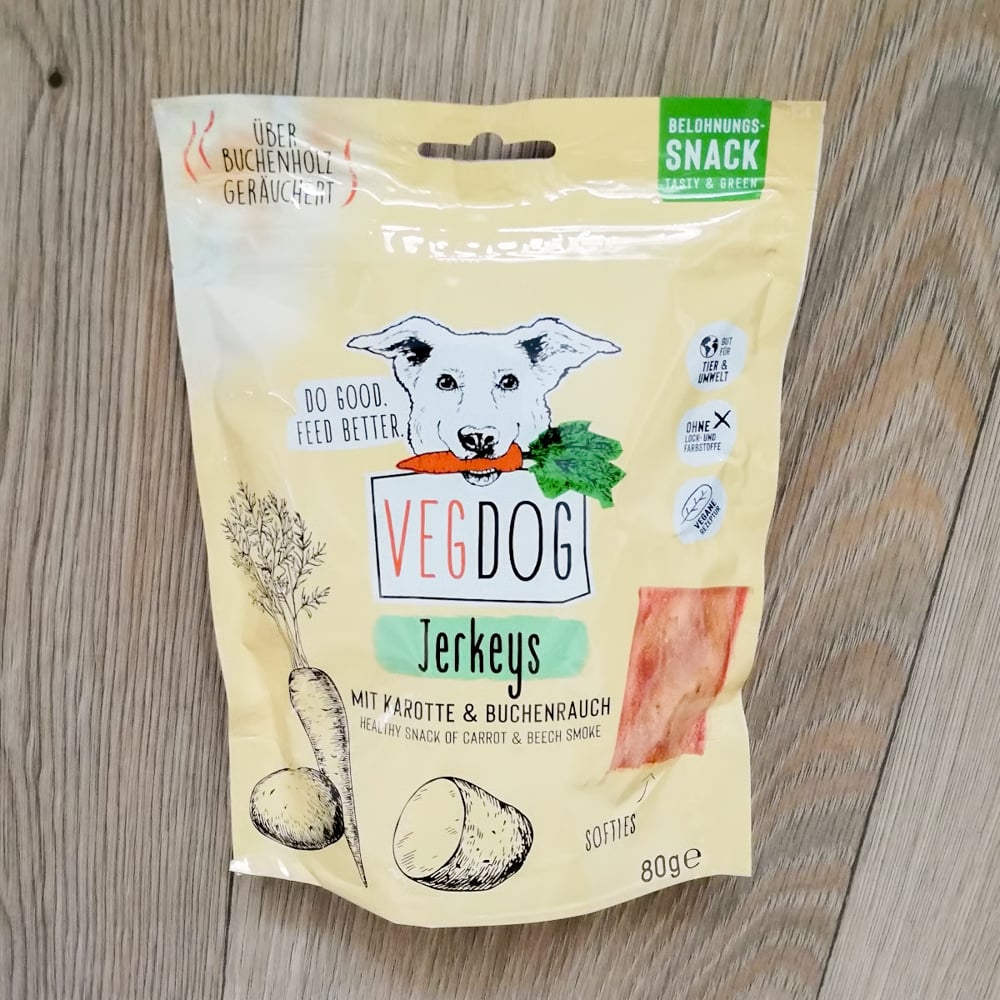 ÜBER
BUCHENHOLZ
GERÄUCHERT
BELOHNUNGS-
SNACK
TASTY & GREEN
DO GOOD.
FEED BETTER.
GUT
FÜR
TIER &
UMWELT
OHNE
LOCK- UND
FARBSTOFFE
VEGANE
REZEPTUR
VEGDOG
Jerkeys
MIT KAROTTE & BUCHENRAUCH
HEALTHY SNACK OF CARROT & BEECH SMOKE
SOFTIES
80g℮